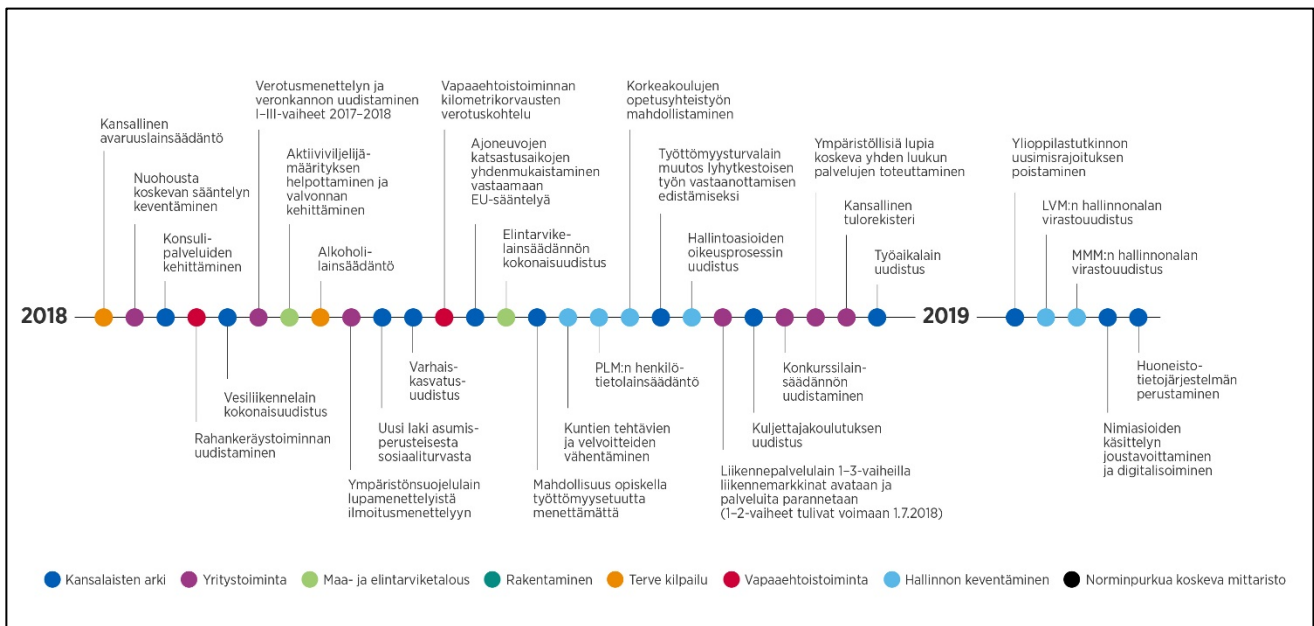 Kansallinen
avaruuslainsäädäntö
Nuohousta
koskevan sääntelyn
keventäminen
Konsuli-
palveluiden
kehittäminen
Verotusmenettelyn ja
veronkannon uudistaminen
I–III-vaiheet 2017–2018
Aktiiviviljelijä-
määrityksen
helpottaminen ja
valvonnan
kehittäminen
Alkoholi-
lainsäädäntö
Vapaaehtoistoiminnan
kilometrikorvausten
verotuskohtelu
Ajoneuvojen
katsastusaikojen
yhdenmukaistaminen
vastaamaan
EU-sääntelyä
Elintarvike-
lainsäädännön
kokonaisuudistus
Korkeakoulujen
opetusyhteistyön
mahdollistaminen
Työttömyysturvalain
muutos lyhytkestoisen
työn vastaanottamisen
edistämiseksi
Hallintoasioiden
oikeusprosessin
uudistus
Ympäristöllisiä lupia
koskeva yhden luukun
palvelujen toteuttaminen
Kansallinen
tulorekisteri
Työaikalain
uudistus
Ylioppilastutkinnon
uusimisrajoituksen
poistaminen
LVM:n hallinnonalan
virastouudistus
MMM:n hallinnonalan
virastouudistus
2018
2019
Rahankeräystoiminnan
uudistaminen
Vesiliikennelain
kokonaisuudistus
Ympäristönsuojelulain
lupamenettelyistä
ilmoitusmenettelyyn
Uusi laki asumis-
perusteisesta
sosiaaliturvasta
Varhais-
kasvatus-
uudistus
Mahdollisuus opiskella
työttömyysetuutta
menettämättä
Kuntien tehtävien
ja velvoitteiden
vähentäminen
PLM:n henkilö-
tietolainsäädäntö
Liikennepalvelulain 1–3-vaiheilla
liikennemarkkinat avataan ja
palveluita parannetaan
(1–2-vaiheet tulivat voimaan 1.7.2018)
Kuljettajakoulutuksen
uudistus
Konkurssilain-
säädännön
uudistaminen
Nimiasioiden
käsittelyn
joustavoittaminen
ja digitalisoiminen
Huoneisto-
tietojärjestelmän
perustaminen
Kansalaisten arki
Yritystoiminta
Maa- ja elintarviketalous
Rakentaminen
Terve kilpailu
Vapaaehtoistoiminta
Hallinnon keventäminen
Norminpurkua koskeva mittaristo